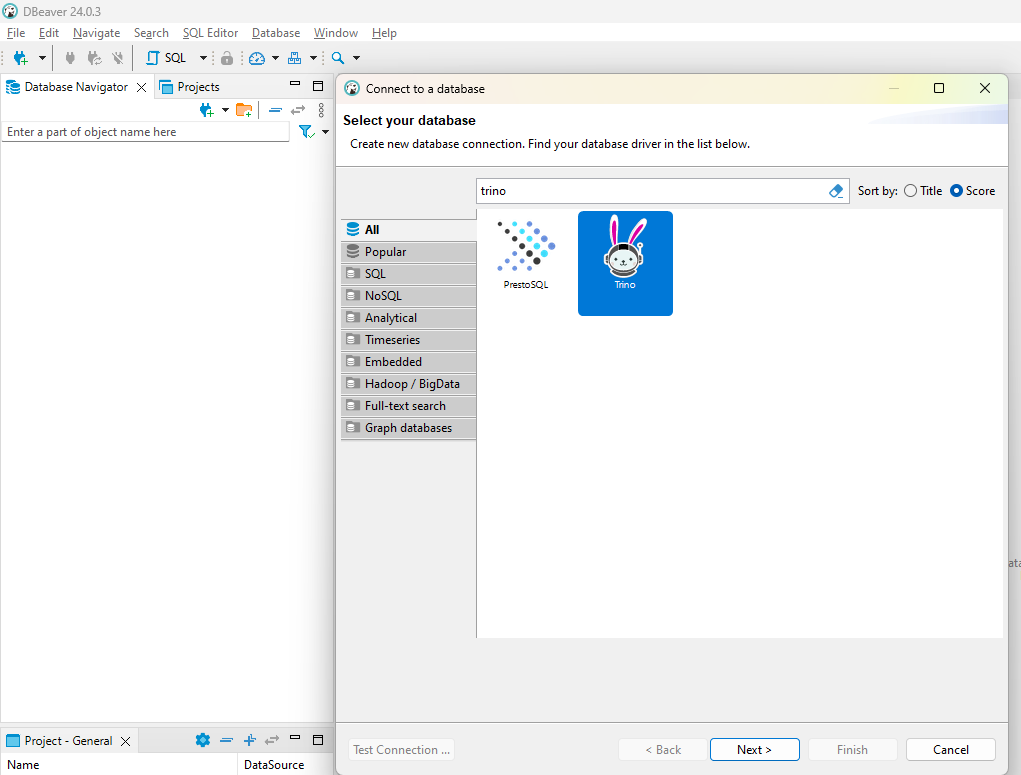 DBeaver 24.0.3
File Edit Navigate Search SQL Editor Database Window Help
SQL
Database Navigator Projects
Enter a part of object name here
Connect to a database
Select your database
Create new database connection. Find your database driver in the list below.
trino
Sort by: Title Score
All
Popular
SQL
NoSQL
Analytical
Timeseries
Embedded
Hadoop / BigData
Full-text search
Graph databases
PrestoSQL
Trino
Test Connection ...
< Back
Next >
Finish
Cancel
Project - General
Name
DataSource